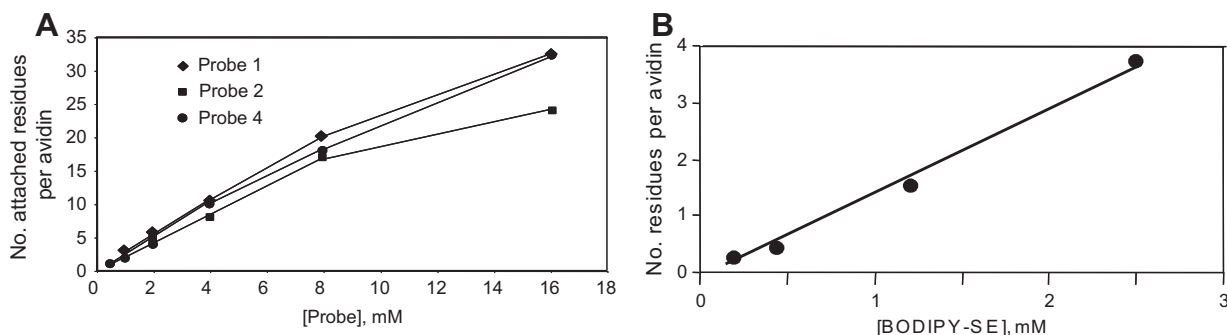 A
No. attached residues
per avidin
35
30
25
20
15
10
5
0
Probe 1
Probe 2
Probe 4
0 2 4 6 8 10 12 14 16 18
[Probe], mM
B
No. residues per avidin
4
3
2
1
0
0 1 2 3
[BODIPY-SE], mM